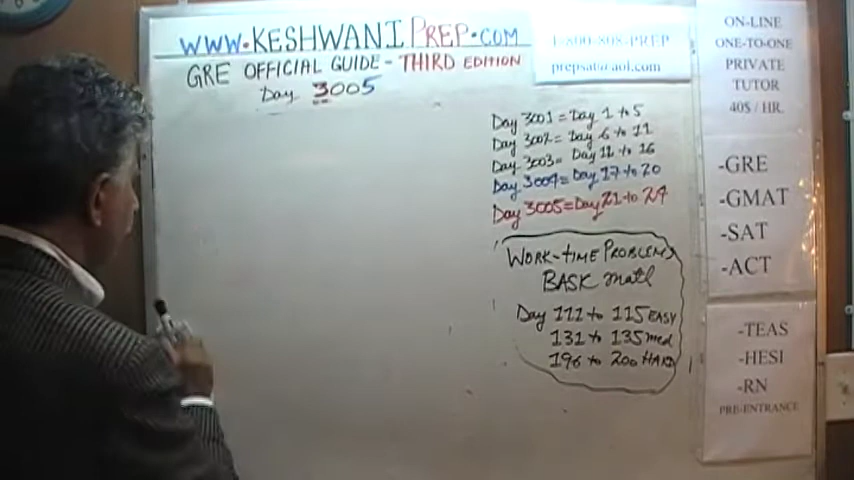 WWW.KESHWANIPREP.COM
GRE OFFICIAL GUIDE - THIRD EDITION
Day 3005
1-800-808-PREP
prepsat@aol.com
Day 3001 = Day 1 to 5
Day 3002 = Day 6 to 11
Day 3003 = Day 12 to 16
Day 3004 = Day 17 to 20
Day 3005 = Day 21 to 24
WORK-TIME PROBLEMS
BASK math
Day 111 to 115 EASY
131 to 135 med
196 to 200 HARD
ON-LINE
ONE-TO-ONE
PRIVATE
TUTOR
40$ / HR.
-GRE
-GMAT
-SAT
-ACT
-TEAS
-HESI
-RN
PRE-ENTRANCE